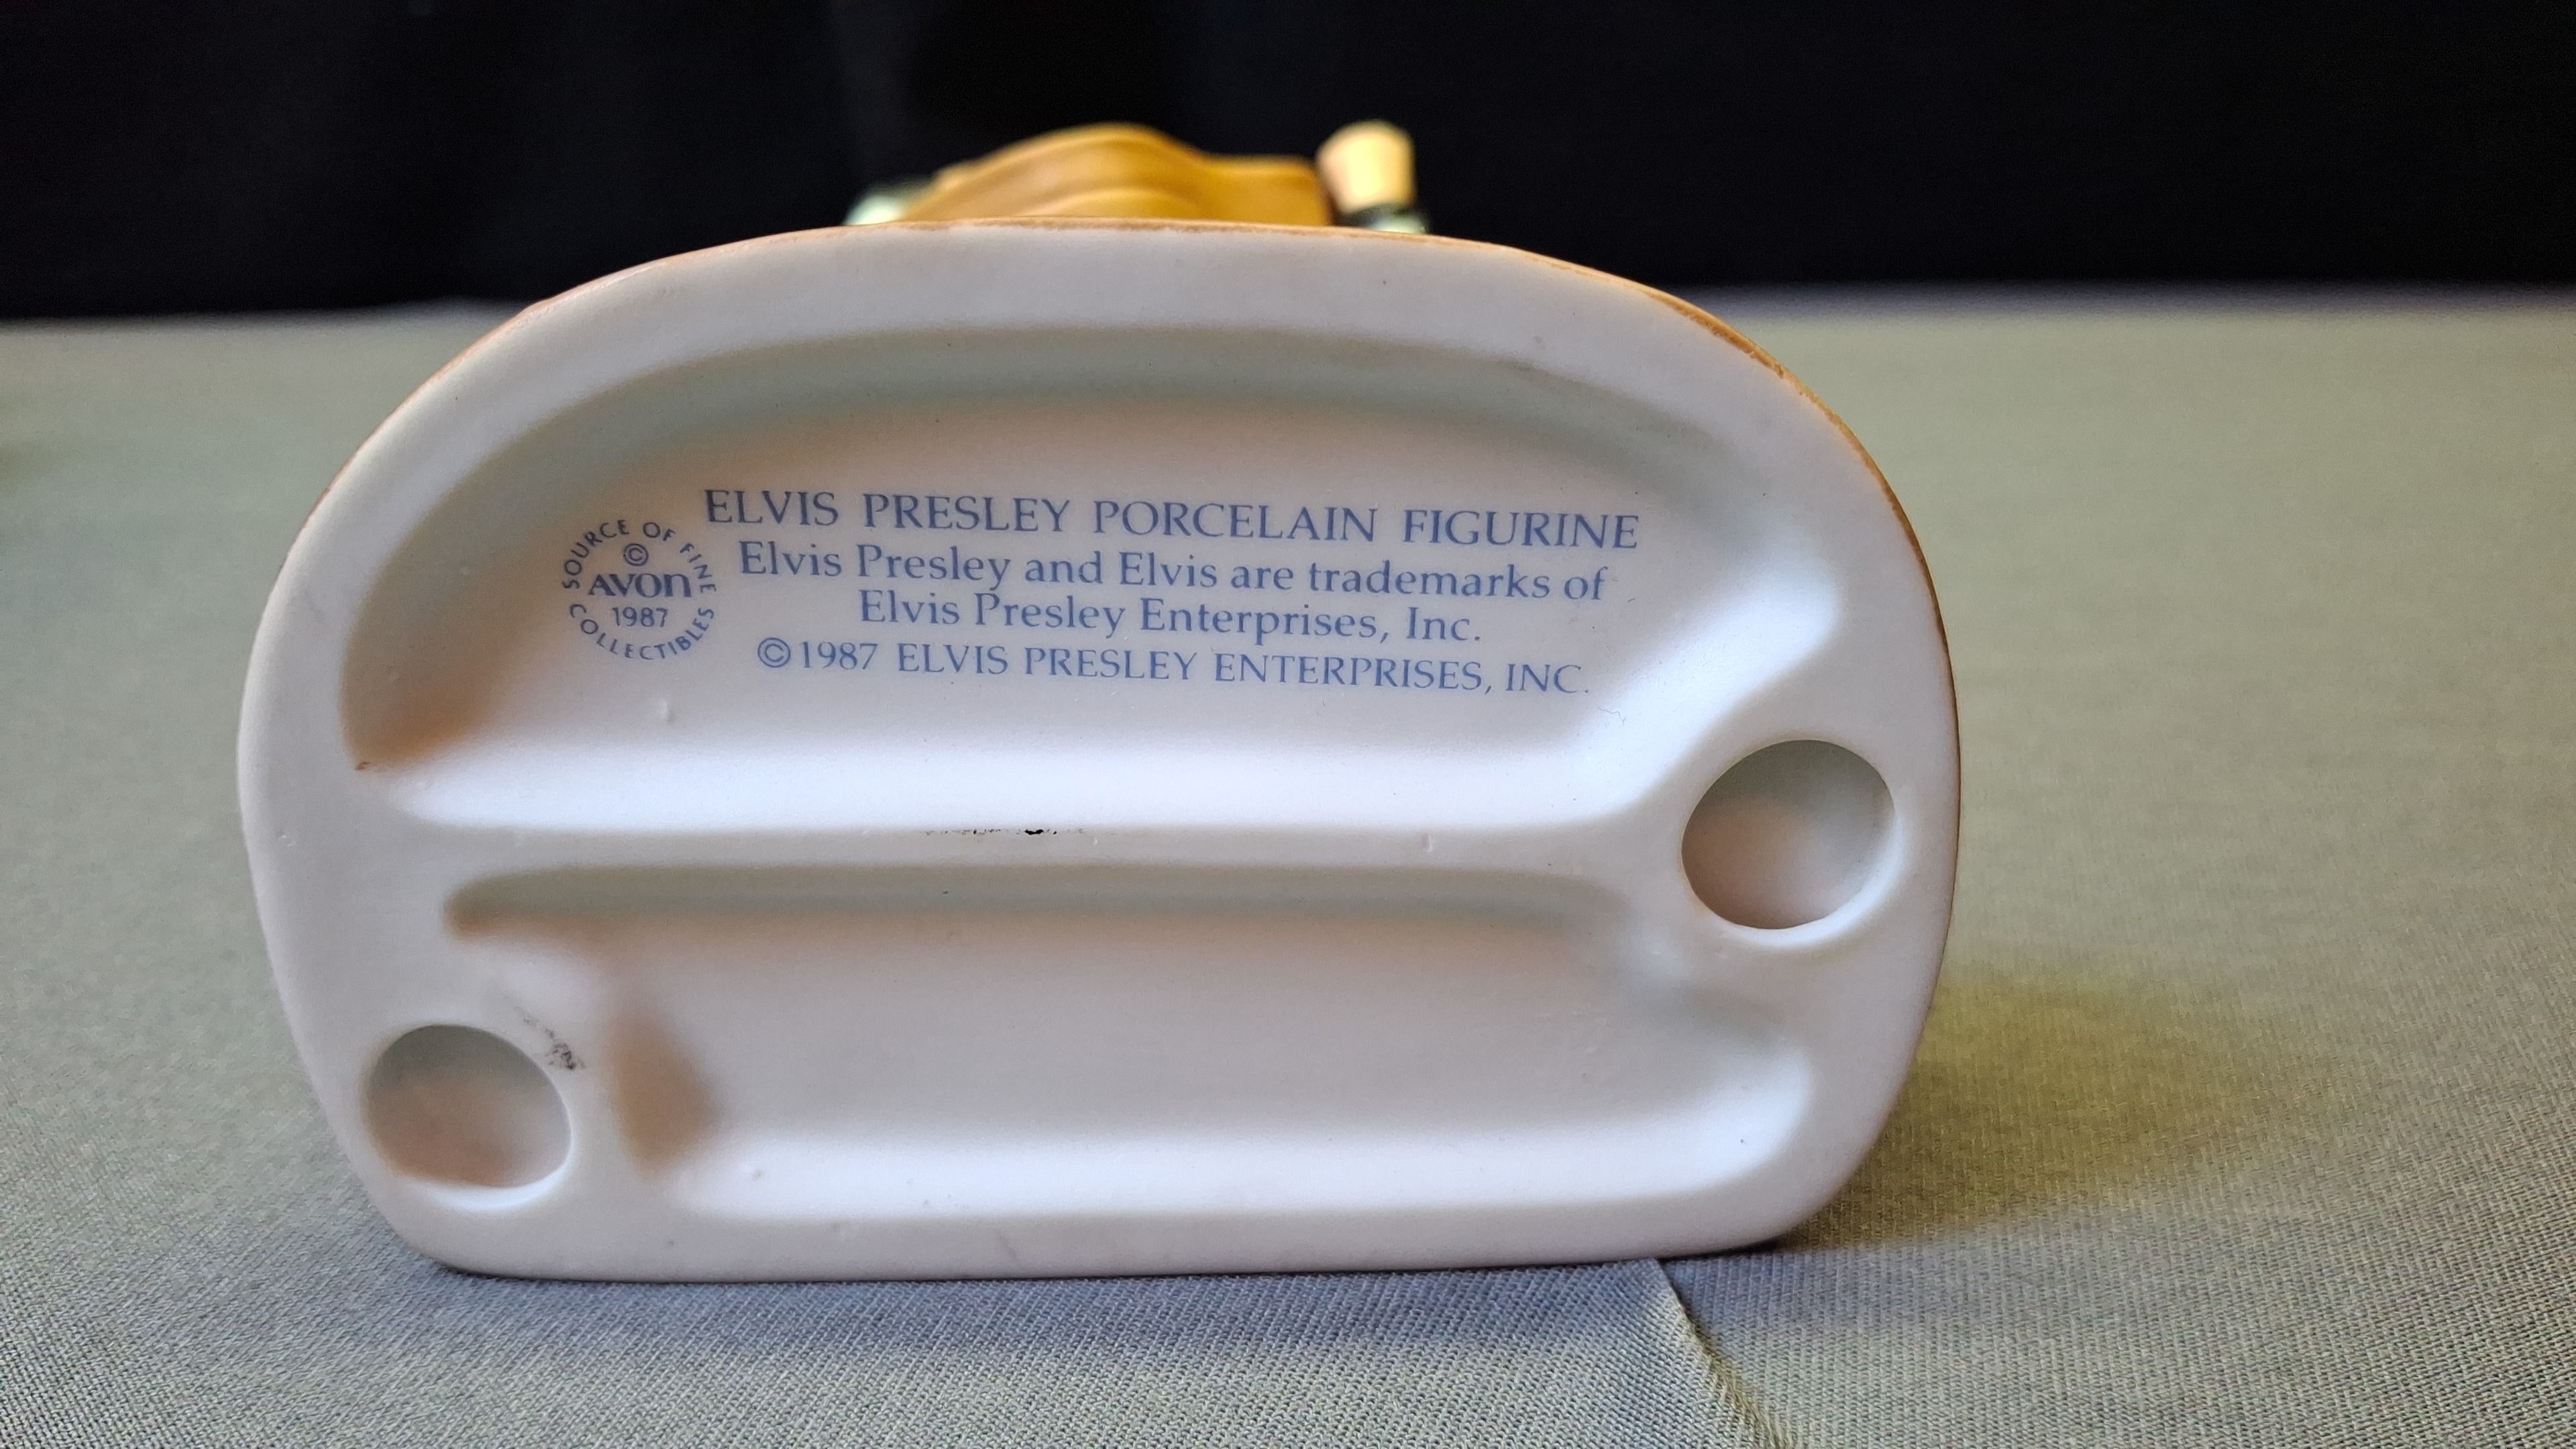 ELVIS PRESLEY PORCELAIN FIGURINE
Elvis Presley and Elvis are trademarks of
Elvis Presley Enterprises, Inc.
©1987 ELVIS PRESLEY ENTERPRISES, INC.
SOURCE OF FINE
©
AVON
1987
COLLECTIBLES